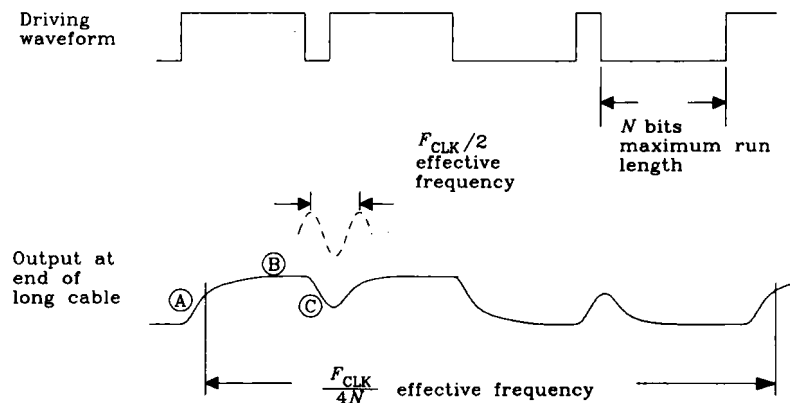 Driving
waveform
N bits
maximum run
length
F_CLK/2
effective
frequency
Output at
end of
long cable
A
B
C
F_CLK
4N
effective frequency